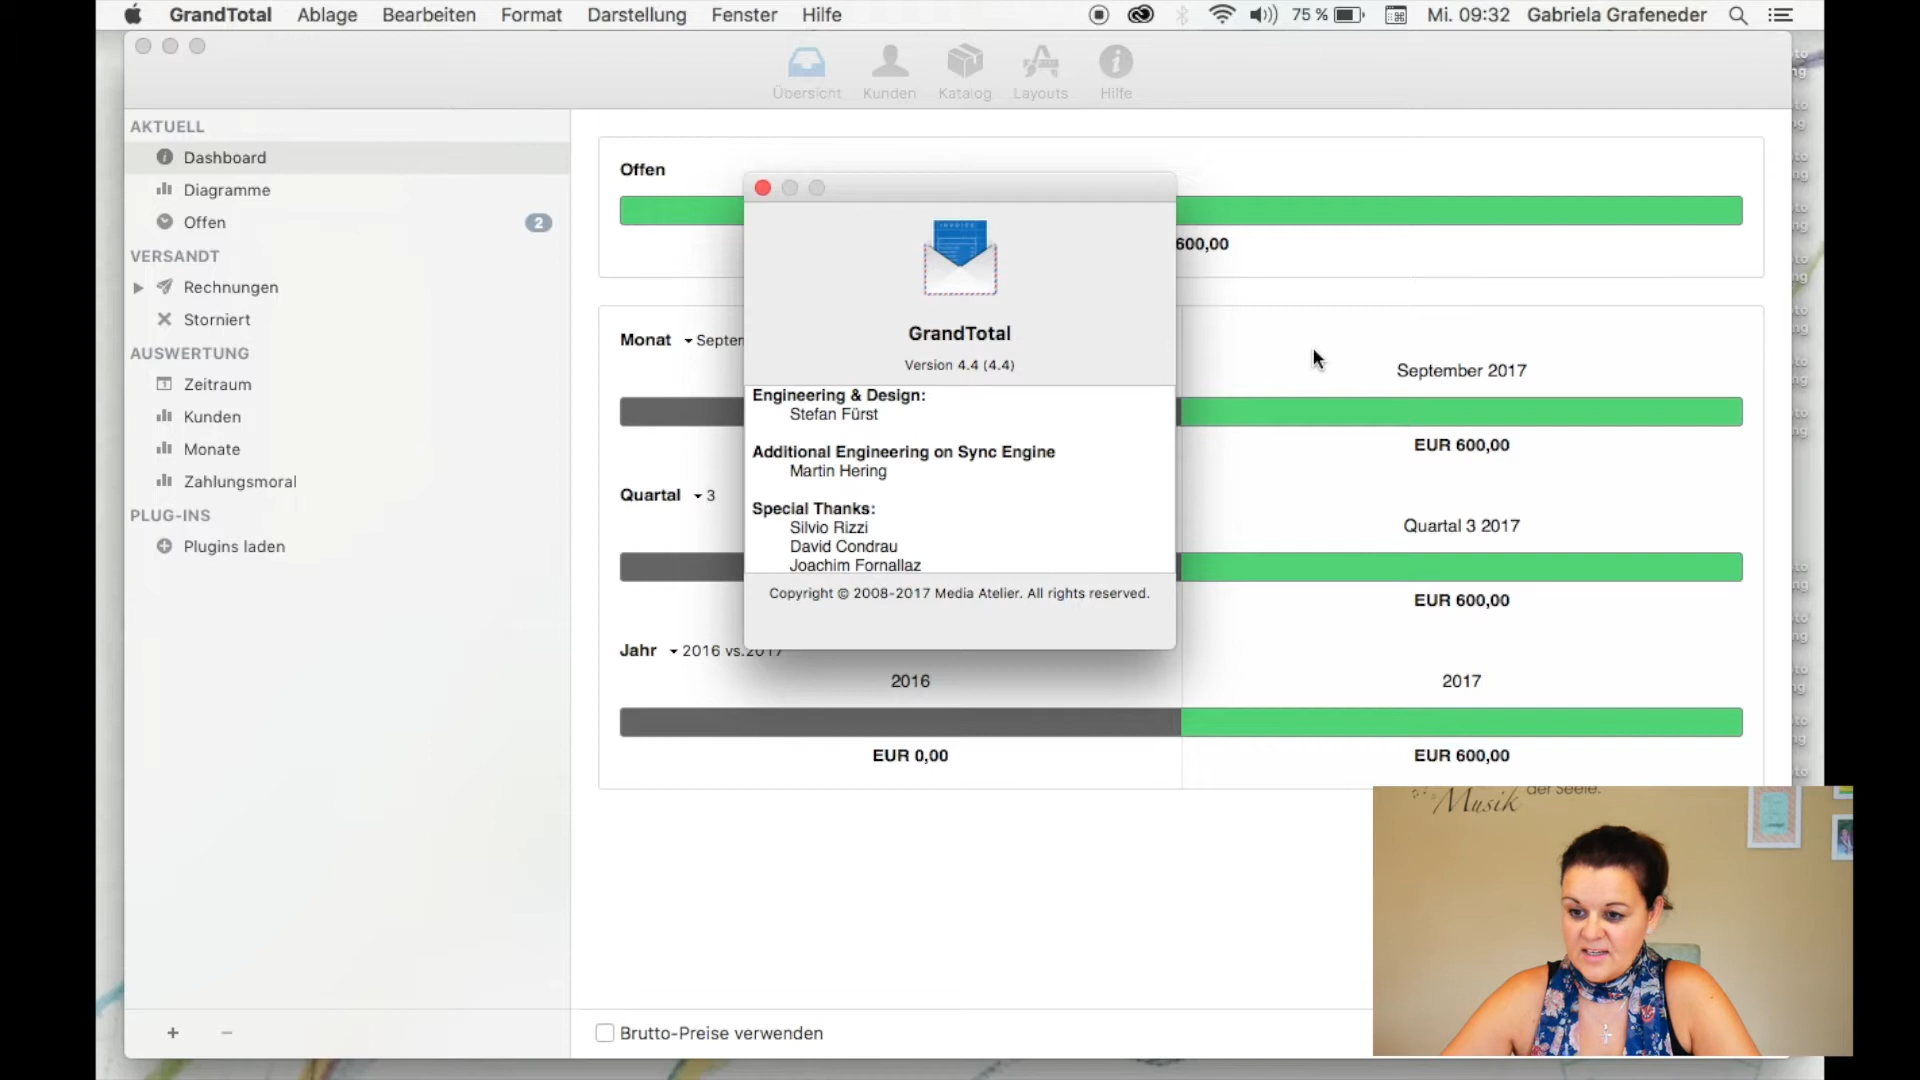 GrandTotal Ablage Bearbeiten Format Darstellung Fenster Hilfe 75 % Mi. 09:32 Gabriela Grafeneder
Übersicht Kunden Katalog Layouts Hilfe
AKTUELL
Dashboard
Diagramme
Offen 2
VERSANDT
Rechnungen
Storniert
AUSWERTUNG
Zeitraum
Kunden
Monate
Zahlungsmoral
PLUG-INS
Plugins laden
Offen
600,00
Monat
September 2017
EUR 600,00
Quartal 3
Quartal 3 2017
EUR 600,00
Jahr 2016 vs.2017
2016 2017
EUR 0,00 EUR 600,00
Brutto-Preise verwenden
INVOICE
GrandTotal
Version 4.4 (4.4)
Engineering & Design:
Stefan Fürst
Additional Engineering on Sync Engine
Martin Hering
Special Thanks:
Silvio Rizzi
David Condrau
Joachim Fornallaz
Copyright © 2008-2017 Media Atelier. All rights reserved.
Musik der Seele.